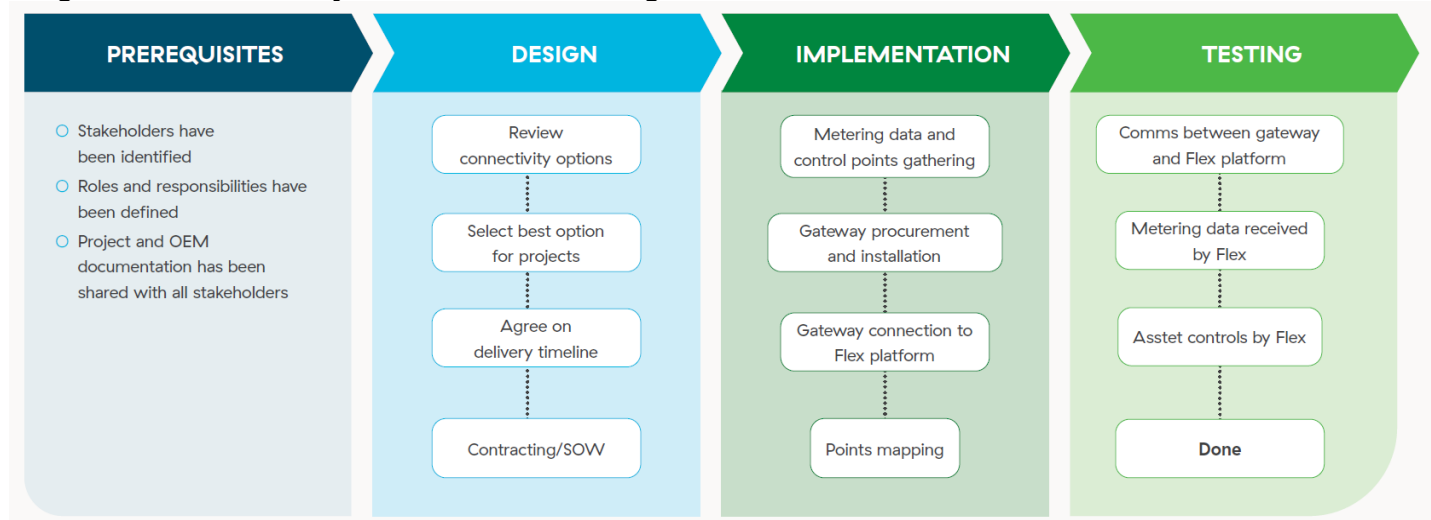 PREREQUISITES
Stakeholders have
been identified
Roles and responsibilities have
been defined
Project and OEM
documentation has been
shared with all stakeholders
DESIGN
Review
connectivity options
Select best option
for projects
Agree on
delivery timeline
Contracting/SOW
IMPLEMENTATION
Metering data and
control points gathering
Gateway procurement
and installation
Gateway connection to
Flex platform
Points mapping
TESTING
Comms between gateway
and Flex platform
Metering data received
by Flex
Asstet controls by Flex
Done